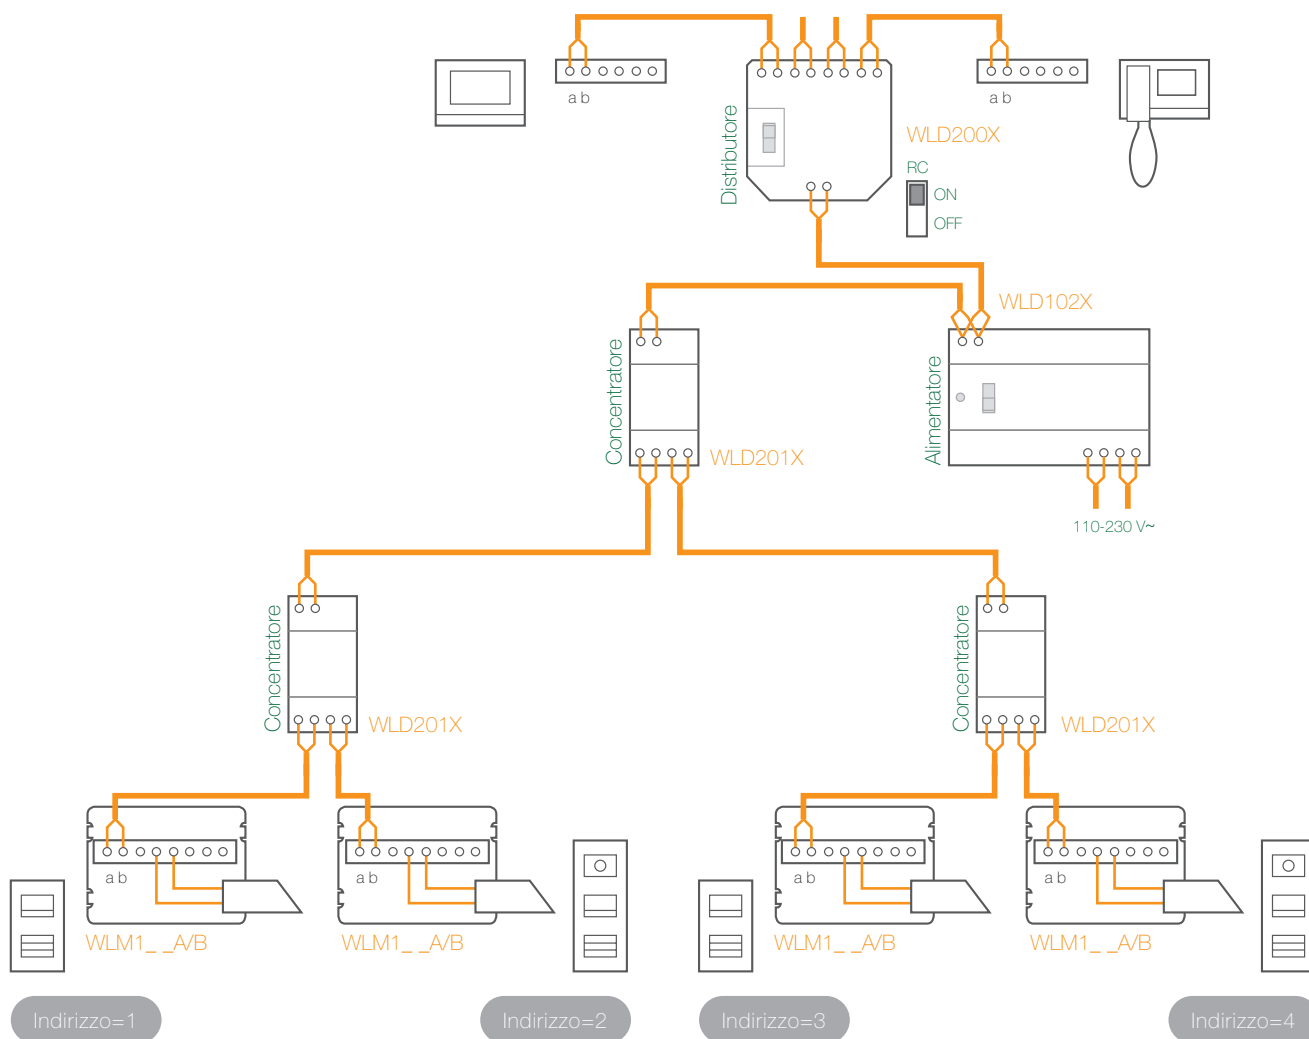 a b
a b
Distributore
WLD200X
RC
ON
OFF
WLD102X
Concentratore
Alimentatore
WLD201X
110-230 V~
Concentratore
Concentratore
WLD201X
WLD201X
a b
a b
a b
a b
WLM1_ _A/B
WLM1_ _A/B
WLM1_ _A/B
WLM1_ _A/B
Indirizzo=1
Indirizzo=2
Indirizzo=3
Indirizzo=4